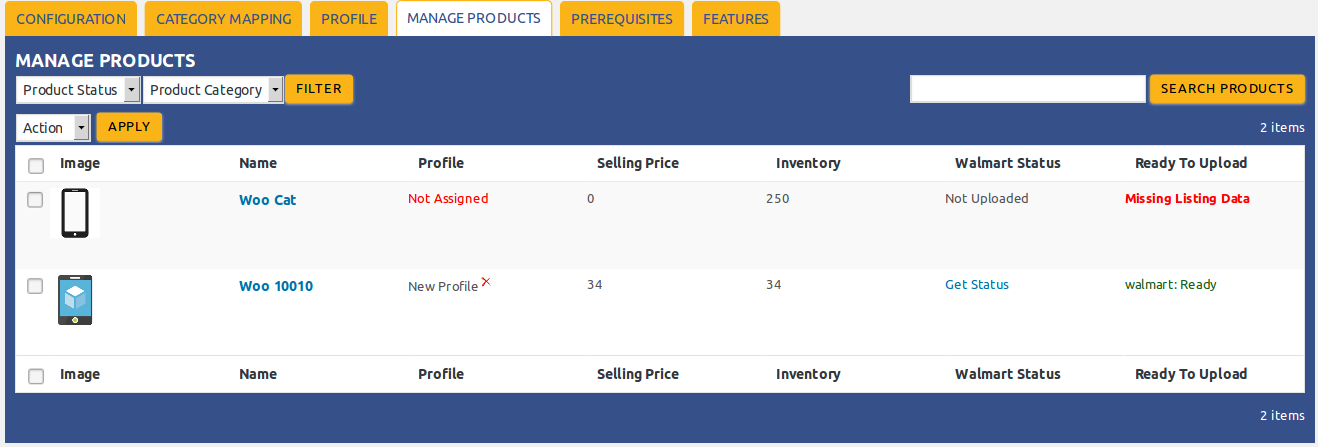 CONFIGURATION CATEGORY MAPPING PROFILE MANAGE PRODUCTS PREREQUISITES FEATURES
MANAGE PRODUCTS
Product Status Product Category FILTER SEARCH PRODUCTS
Action APPLY 2 items
Image Name Profile Selling Price Inventory Walmart Status Ready To Upload
Woo Cat Not Assigned 0 250 Not Uploaded Missing Listing Data
Woo 10010 New Profile 34 34 Get Status walmart: Ready
Image Name Profile Selling Price Inventory Walmart Status Ready To Upload
2 items